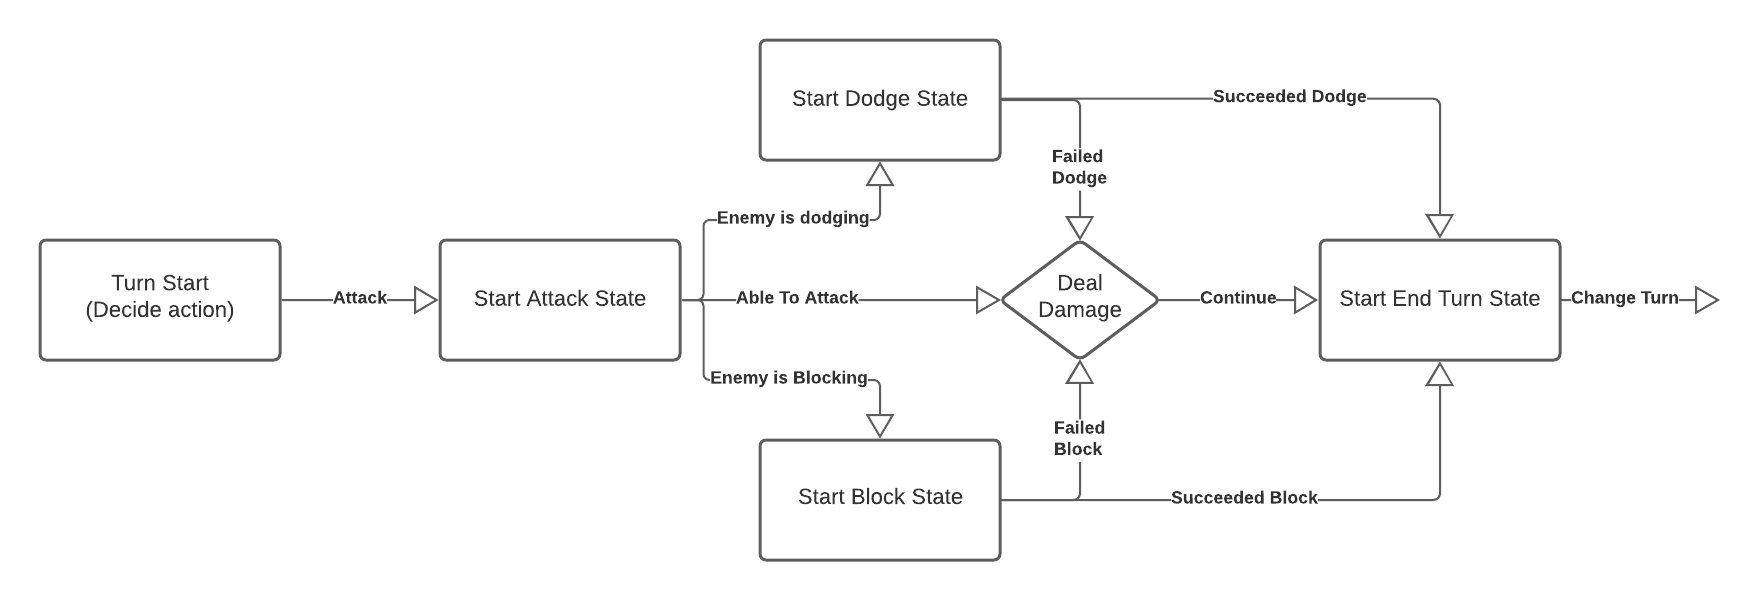 Start Dodge State
Succeeded Dodge
Failed
Dodge
Enemy is dodging
Turn Start
(Decide action)
Attack
Start Attack State
Able To Attack
Deal
Damage
Continue
Start End Turn State
Change Turn
Enemy is Blocking
Failed
Block
Start Block State
Succeeded Block